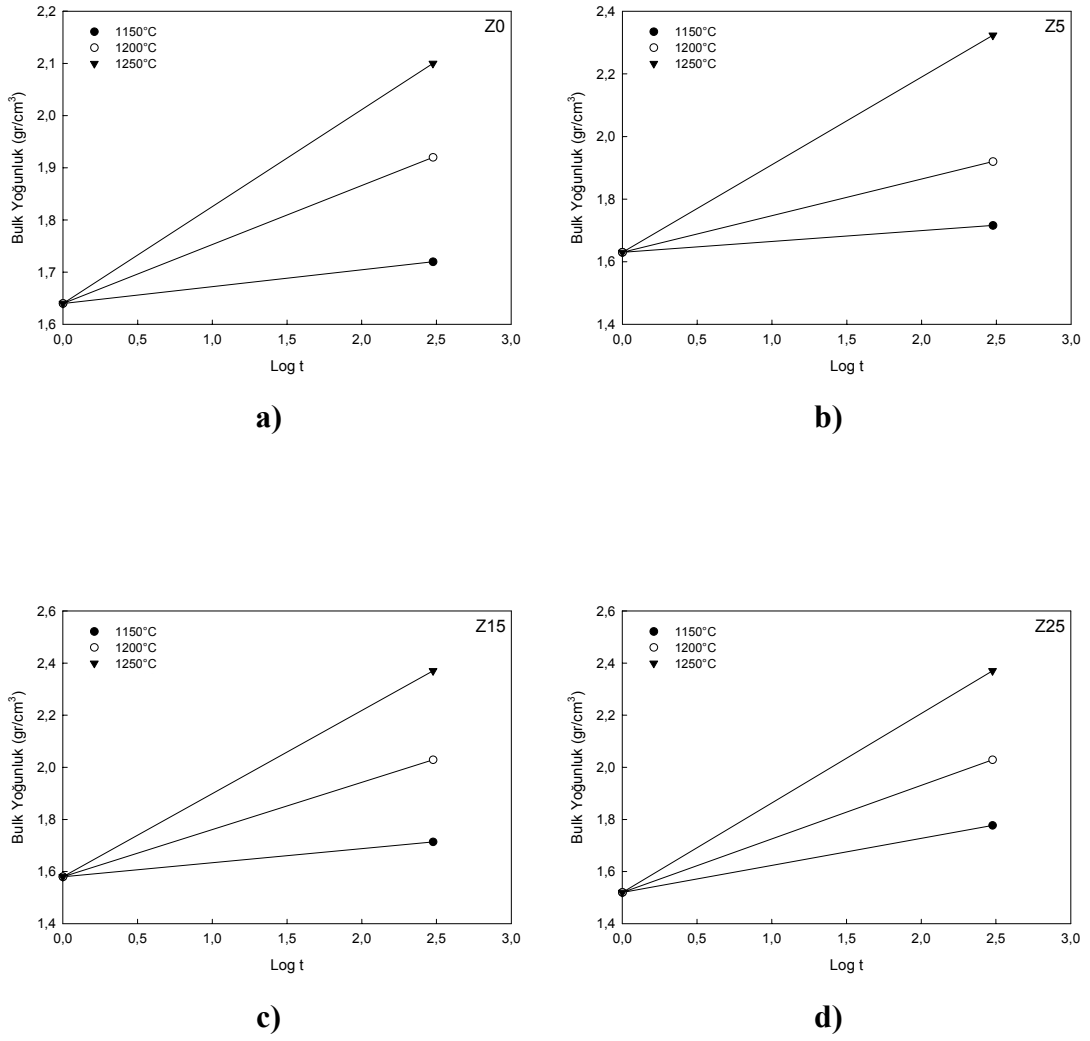 Z0
1150°C
1200°C
1250°C
2,2
2,1
2,0
1,9
1,8
1,7
1,6
Bulk Yoğunluk (gr/cm³)
0,0 0,5 1,0 1,5 2,0 2,5 3,0
Log t
a)
Z5
1150°C
1200°C
1250°C
2,4
2,2
2,0
1,8
1,6
1,4
Bulk Yoğunluk (gr/cm³)
0,0 0,5 1,0 1,5 2,0 2,5 3,0
Log t
b)
Z15
1150°C
1200°C
1250°C
2,6
2,4
2,2
2,0
1,8
1,6
1,4
Bulk Yoğunluk (gr/cm³)
0,0 0,5 1,0 1,5 2,0 2,5 3,0
Log t
c)
Z25
1150°C
1200°C
1250°C
2,6
2,4
2,2
2,0
1,8
1,6
1,4
Bulk Yoğunluk (gr/cm³)
0,0 0,5 1,0 1,5 2,0 2,5 3,0
Log t
d)